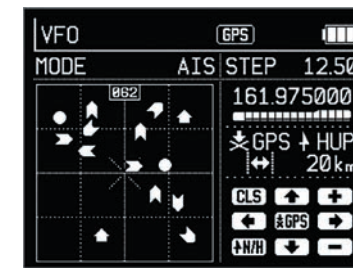 VFO GPS
MODE AIS STEP 12.50
062
161.975000
GPS HUP
20km
CLS +
GPS
N/H −